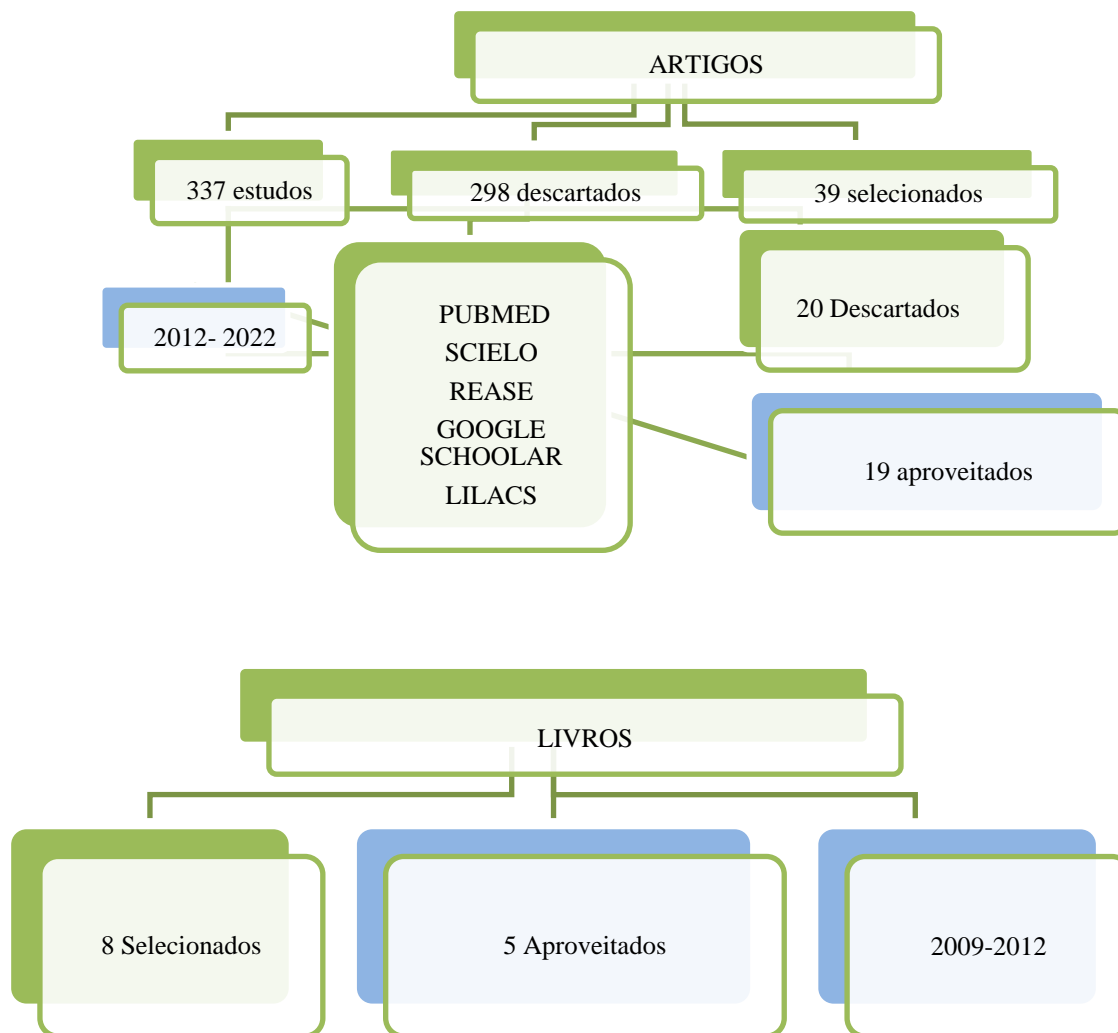 ARTIGOS
337 estudos
298 descartados
39 selecionados
2012- 2022
PUBMED
SCIELO
REASE
GOOGLE
SCHOOLAR
LILACS
20 Descartados
19 aproveitados
LIVROS
8 Selecionados
5 Aproveitados
2009-2012